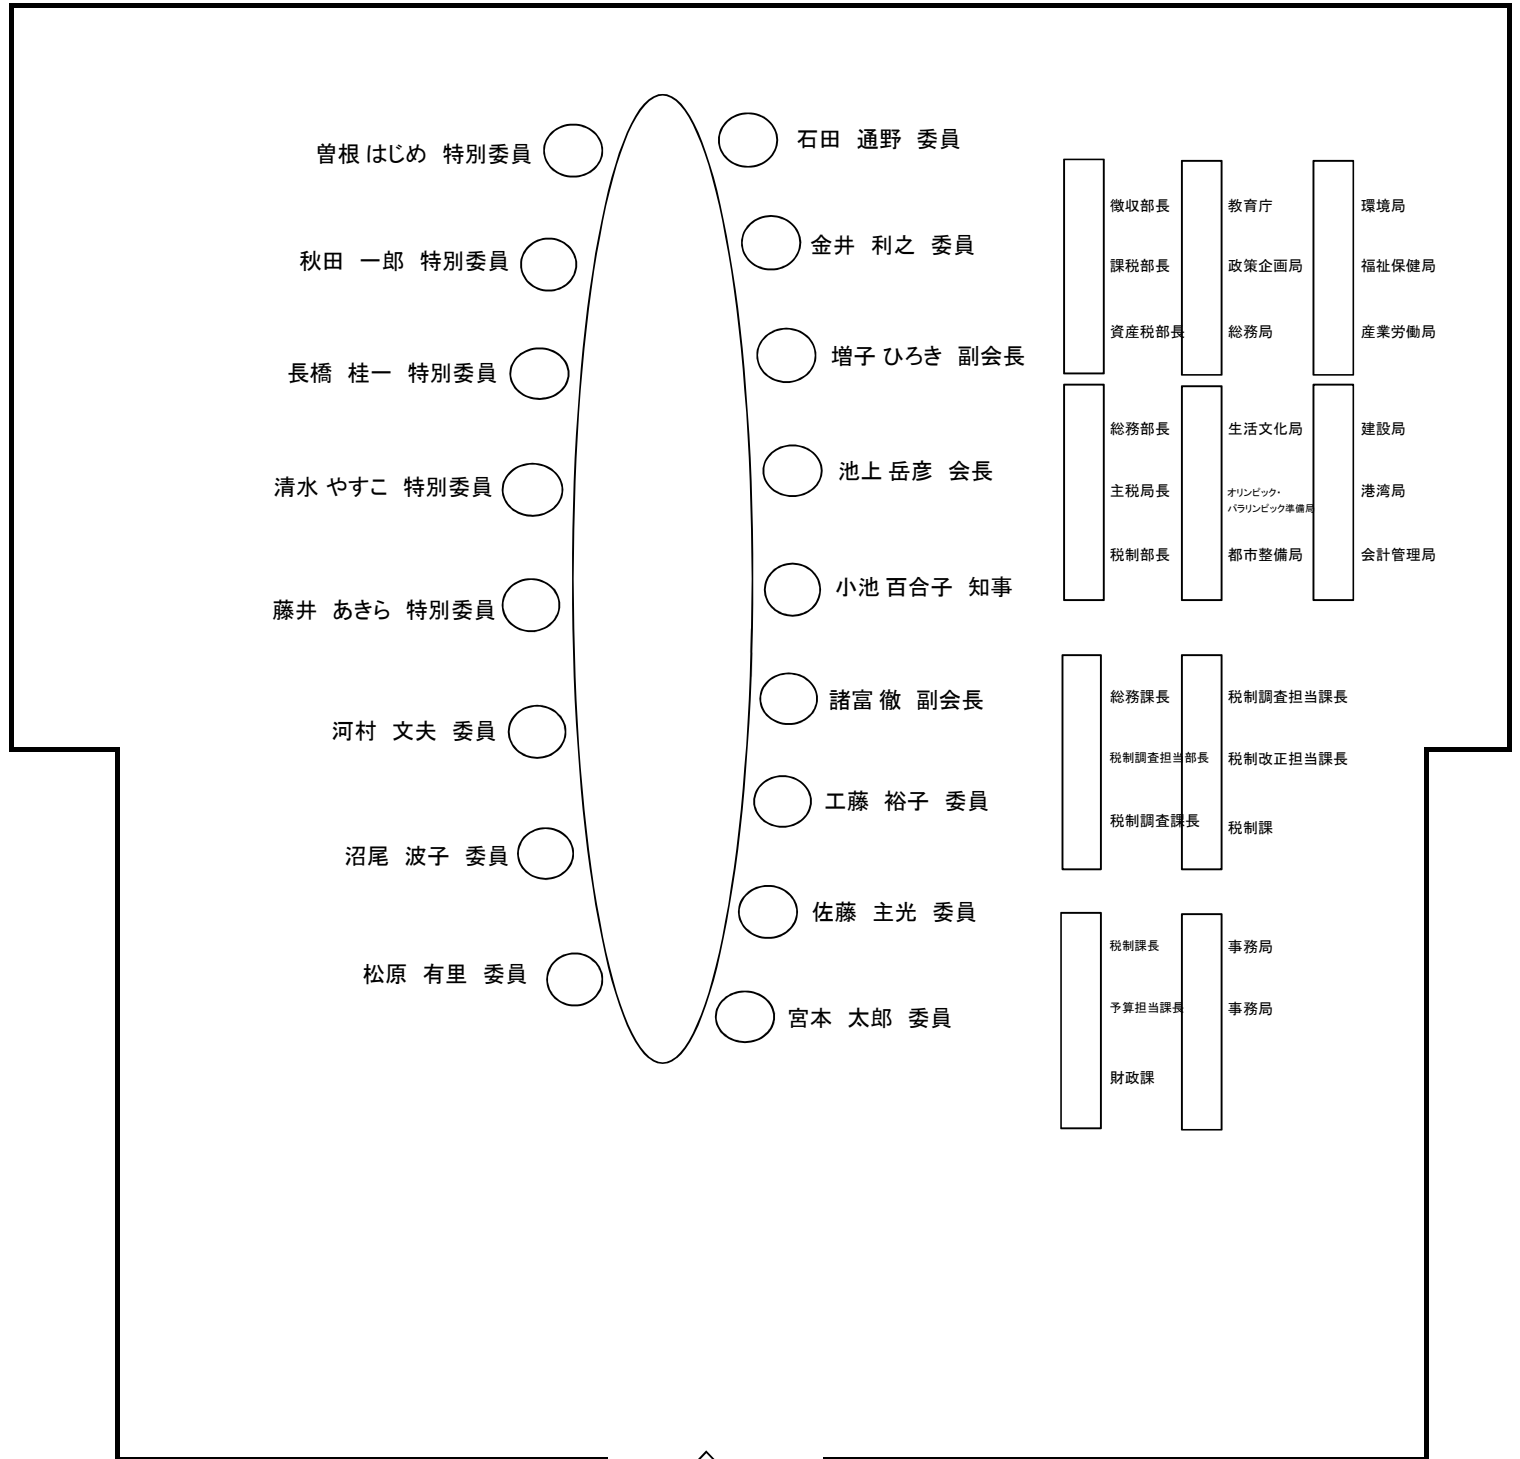 曽根 はじめ　特別委員
秋田　一郎　特別委員
長橋　桂一　特別委員
清水 やすこ　特別委員
藤井　あきら　特別委員
河村　文夫　委員
沼尾　波子　委員
松原　有里　委員
石田　通野　委員
金井　利之　委員
増子 ひろき　副会長
池上 岳彦　会長
小池 百合子　知事
諸富 徹　副会長
工藤　裕子　委員
佐藤　主光　委員
宮本　太郎　委員
徴収部長
課税部長
資産税部長
総務部長
主税局長
税制部長
総務課長
税制調査担当部長
税制調査課長
税制課長
予算担当課長
財政課
教育庁
政策企画局
総務局
生活文化局
オリンピック・
パラリンピック準備局
都市整備局
税制調査担当課長
税制改正担当課長
税制課
事務局
事務局
環境局
福祉保健局
産業労働局
建設局
港湾局
会計管理局